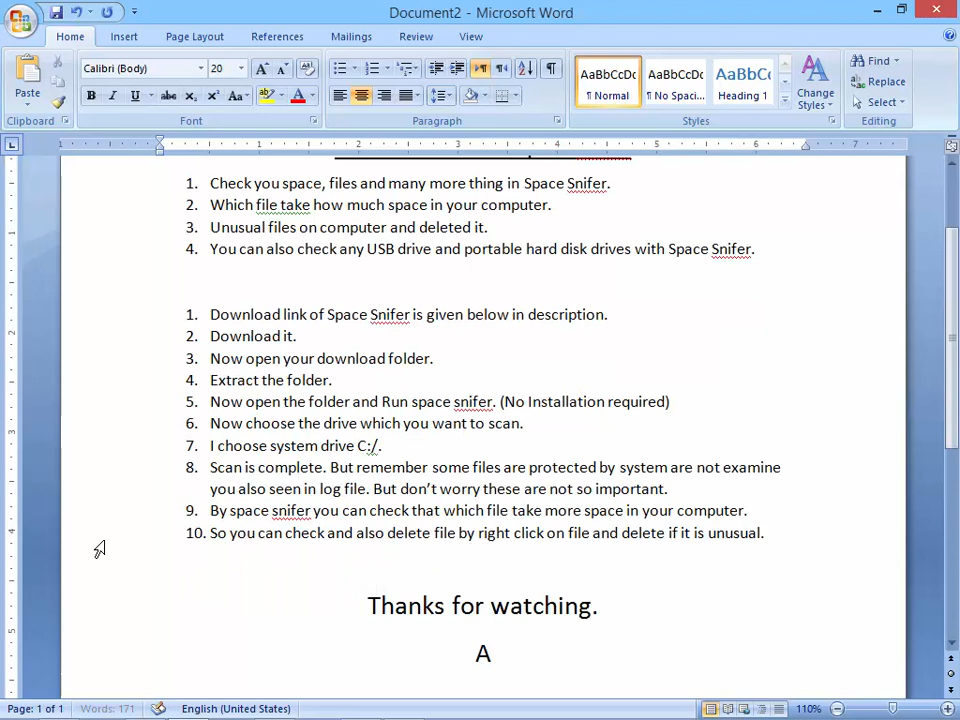 Document2 - Microsoft Word
Home Insert Page Layout References Mailings Review View
Paste
Clipboard
Calibri (Body) 20
Font
Paragraph
AaBbCcDc AaBbCcDc AaBbCc
¶ Normal ¶ No Spaci... Heading 1
Change Styles
Styles
Find
Replace
Select
Editing
1. Check you space, files and many more thing in Space Snifer.
2. Which file take how much space in your computer.
3. Unusual files on computer and deleted it.
4. You can also check any USB drive and portable hard disk drives with Space Snifer.
1. Download link of Space Snifer is given below in description.
2. Download it.
3. Now open your download folder.
4. Extract the folder.
5. Now open the folder and Run space snifer. (No Installation required)
6. Now choose the drive which you want to scan.
7. I choose system drive C:/.
8. Scan is complete. But remember some files are protected by system are not examine
you also seen in log file. But don’t worry these are not so important.
9. By space snifer you can check that which file take more space in your computer.
10. So you can check and also delete file by right click on file and delete if it is unusual.
Thanks for watching.
A
Page: 1 of 1 Words: 171 English (United States) 110%